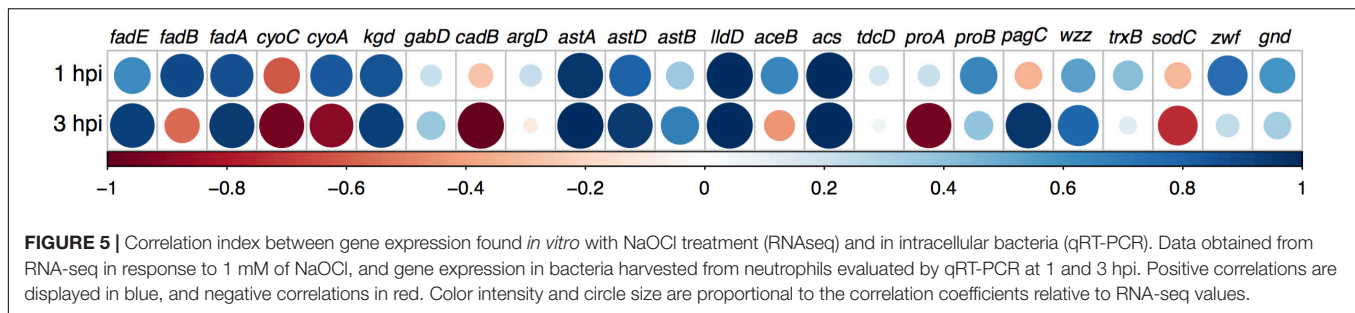 fadE fadB fadA cyoC cyoA kgd gabD cadB argD astA astD astB lldD aceB acs tdcD proA proB pagC wzz trxB sodC zwf gnd
1 hpi
3 hpi
−1 −0.8 −0.6 −0.4 −0.2 0 0.2 0.4 0.6 0.8 1
FIGURE 5 | Correlation index between gene expression found in vitro with NaOCl treatment (RNAseq) and in intracellular bacteria (qRT-PCR). Data obtained from
RNA-seq in response to 1 mM of NaOCl, and gene expression in bacteria harvested from neutrophils evaluated by qRT-PCR at 1 and 3 hpi. Positive correlations are
displayed in blue, and negative correlations in red. Color intensity and circle size are proportional to the correlation coefficients relative to RNA-seq values.